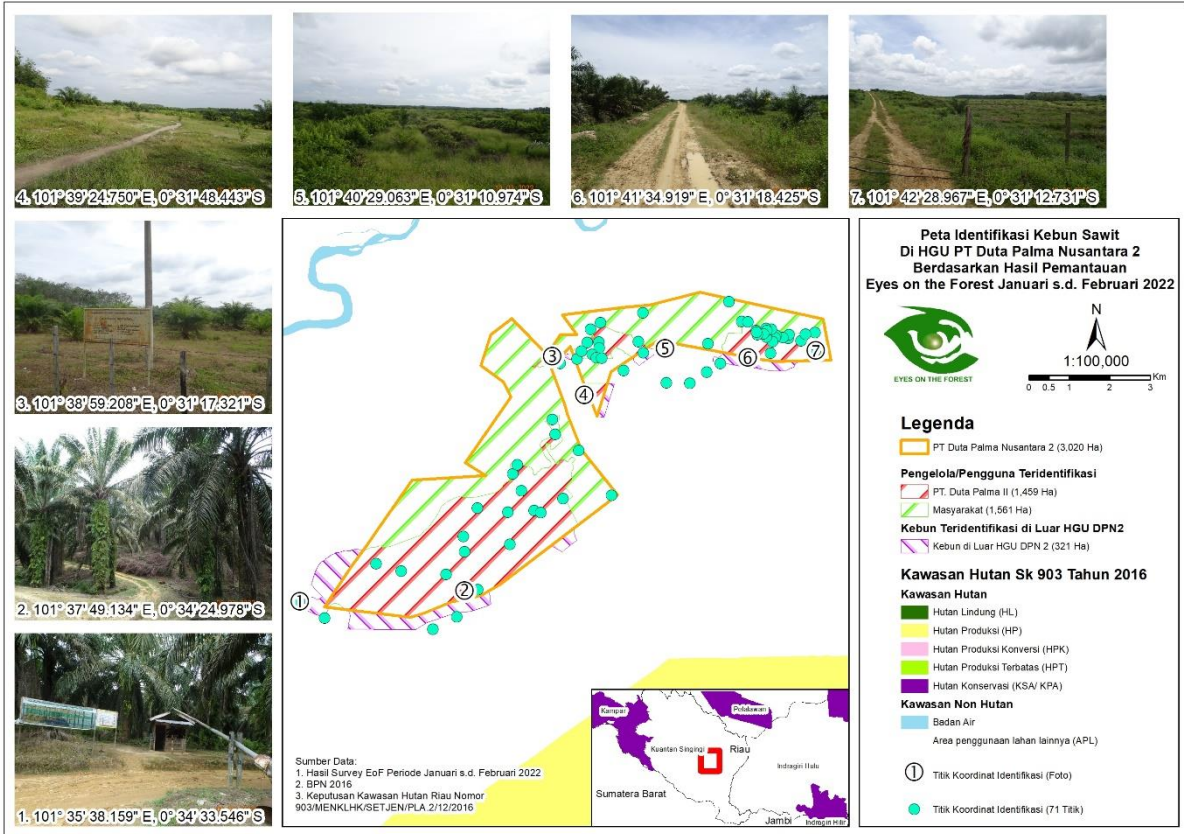 4. 101° 39' 24.750" E, 0° 31' 48.443" S
5. 101° 40' 29.063" E, 0° 31' 10.974" S
6. 101° 41' 34.919" E, 0° 31' 18.425" S
7. 101° 42' 28.967" E, 0° 31' 12.731" S
3. 101° 38' 59.208" E, 0° 31' 17.321" S
2. 101° 37' 49.134" E, 0° 34' 24.978" S
1. 101° 35' 38.159" E, 0° 34' 33.546" S
3
4
5
6
7
1
2
Sumber Data:
1. Hasil Survey EoF Periode Januari s.d. Februari 2022
2. BPN 2016
3. Keputusan Kawasan Hutan Riau Nomor
903/MENKLHK/SETJEN/PLA.2/12/2016
Kampar
Pelalawan
Kuantan Singingi
Riau
Indragiri Hulu
Sumatera Barat
Jambi
Indragiri Hilir
Peta Identifikasi Kebun Sawit
Di HGU PT Duta Palma Nusantara 2
Berdasarkan Hasil Pemantauan
Eyes on the Forest Januari s.d. Februari 2022
EYES ON THE FOREST
N
1:100,000
0 0.5 1 2 3
Km
Legenda
PT Duta Palma Nusantara 2 (3,020 Ha)
Pengelola/Pengguna Teridentifikasi
PT. Duta Palma II (1,459 Ha)
Masyarakat (1,561 Ha)
Kebun Teridentifikasi di Luar HGU DPN2
Kebun di Luar HGU DPN 2 (321 Ha)
Kawasan Hutan Sk 903 Tahun 2016
Kawasan Hutan
Hutan Lindung (HL)
Hutan Produksi (HP)
Hutan Produksi Konversi (HPK)
Hutan Produksi Terbatas (HPT)
Hutan Konservasi (KSA/ KPA)
Kawasan Non Hutan
Badan Air
Area penggunaan lahan lainnya (APL)
1 Titik Koordinat Identifikasi (Foto)
Titik Koordinat Identifikasi (71 Titik)